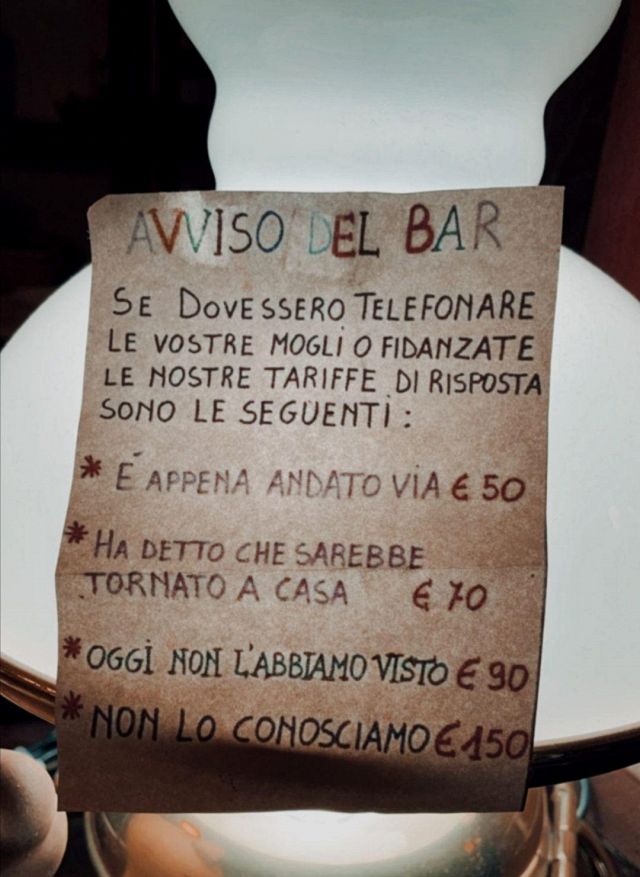 AVVISO DEL BAR
SE DOVESSERO TELEFONARE
LE VOSTRE MOGLI O FIDANZATE
LE NOSTRE TARIFFE DI RISPOSTA
SONO LE SEGUENTI:
* É APPENA ANDATO VIA € 50
* HA DETTO CHE SAREBBE
TORNATO A CASA € 70
* OGGI NON L'ABBIAMO VISTO € 90
* NON LO CONOSCIAMO € 150